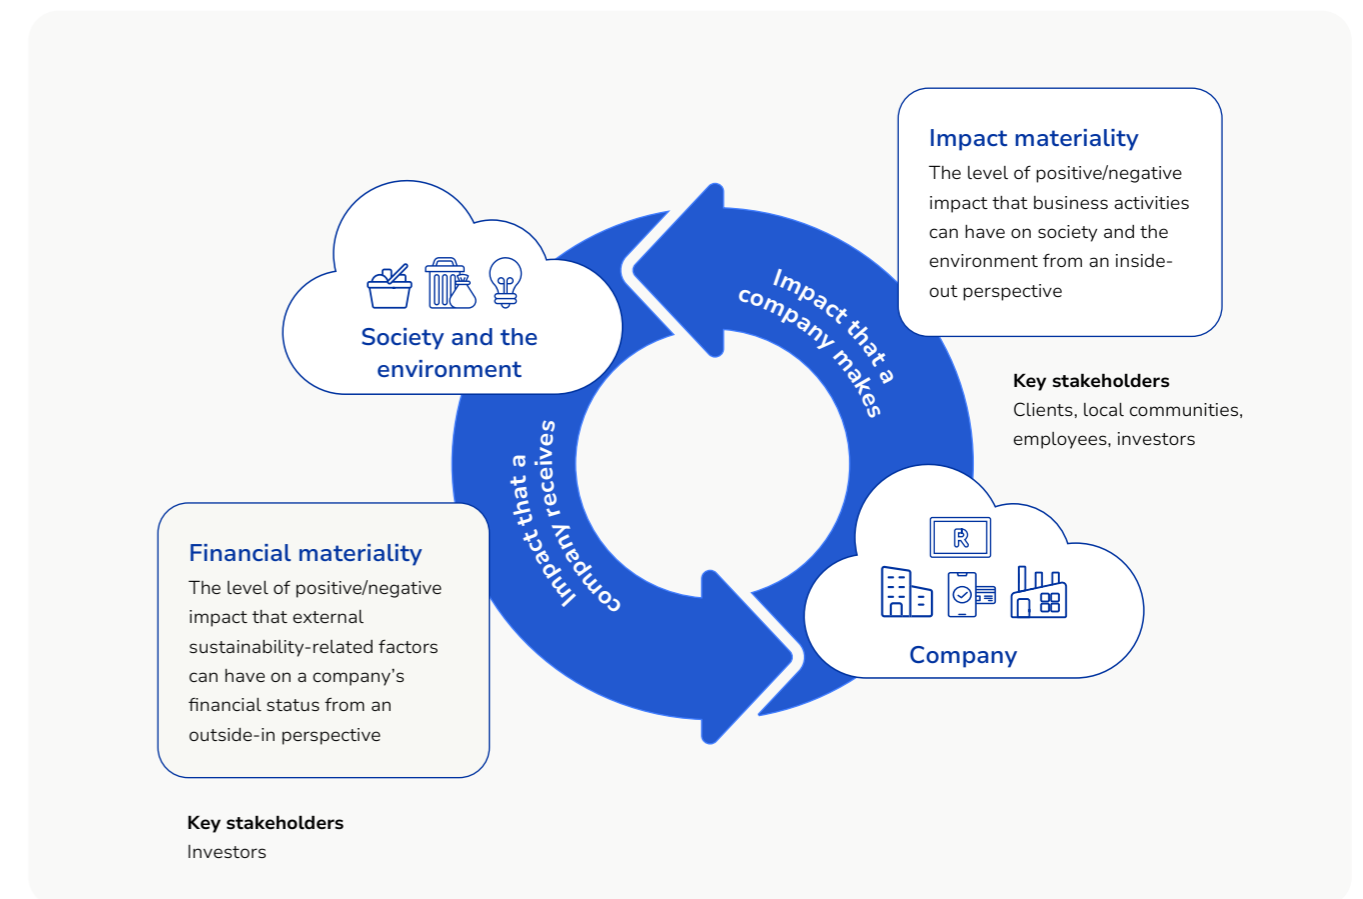 Impact materiality
The level of positive/negative
impact that business activities
can have on society and the
environment from an inside-
out perspective
Key stakeholders
Clients, local communities,
employees, investors
Impact that a
company makes
Society and the
environment
Impact that a
company receives
R
Company
Financial materiality
The level of positive/negative
impact that external
sustainability-related factors
can have on a company’s
financial status from an
outside-in perspective
Key stakeholders
Investors